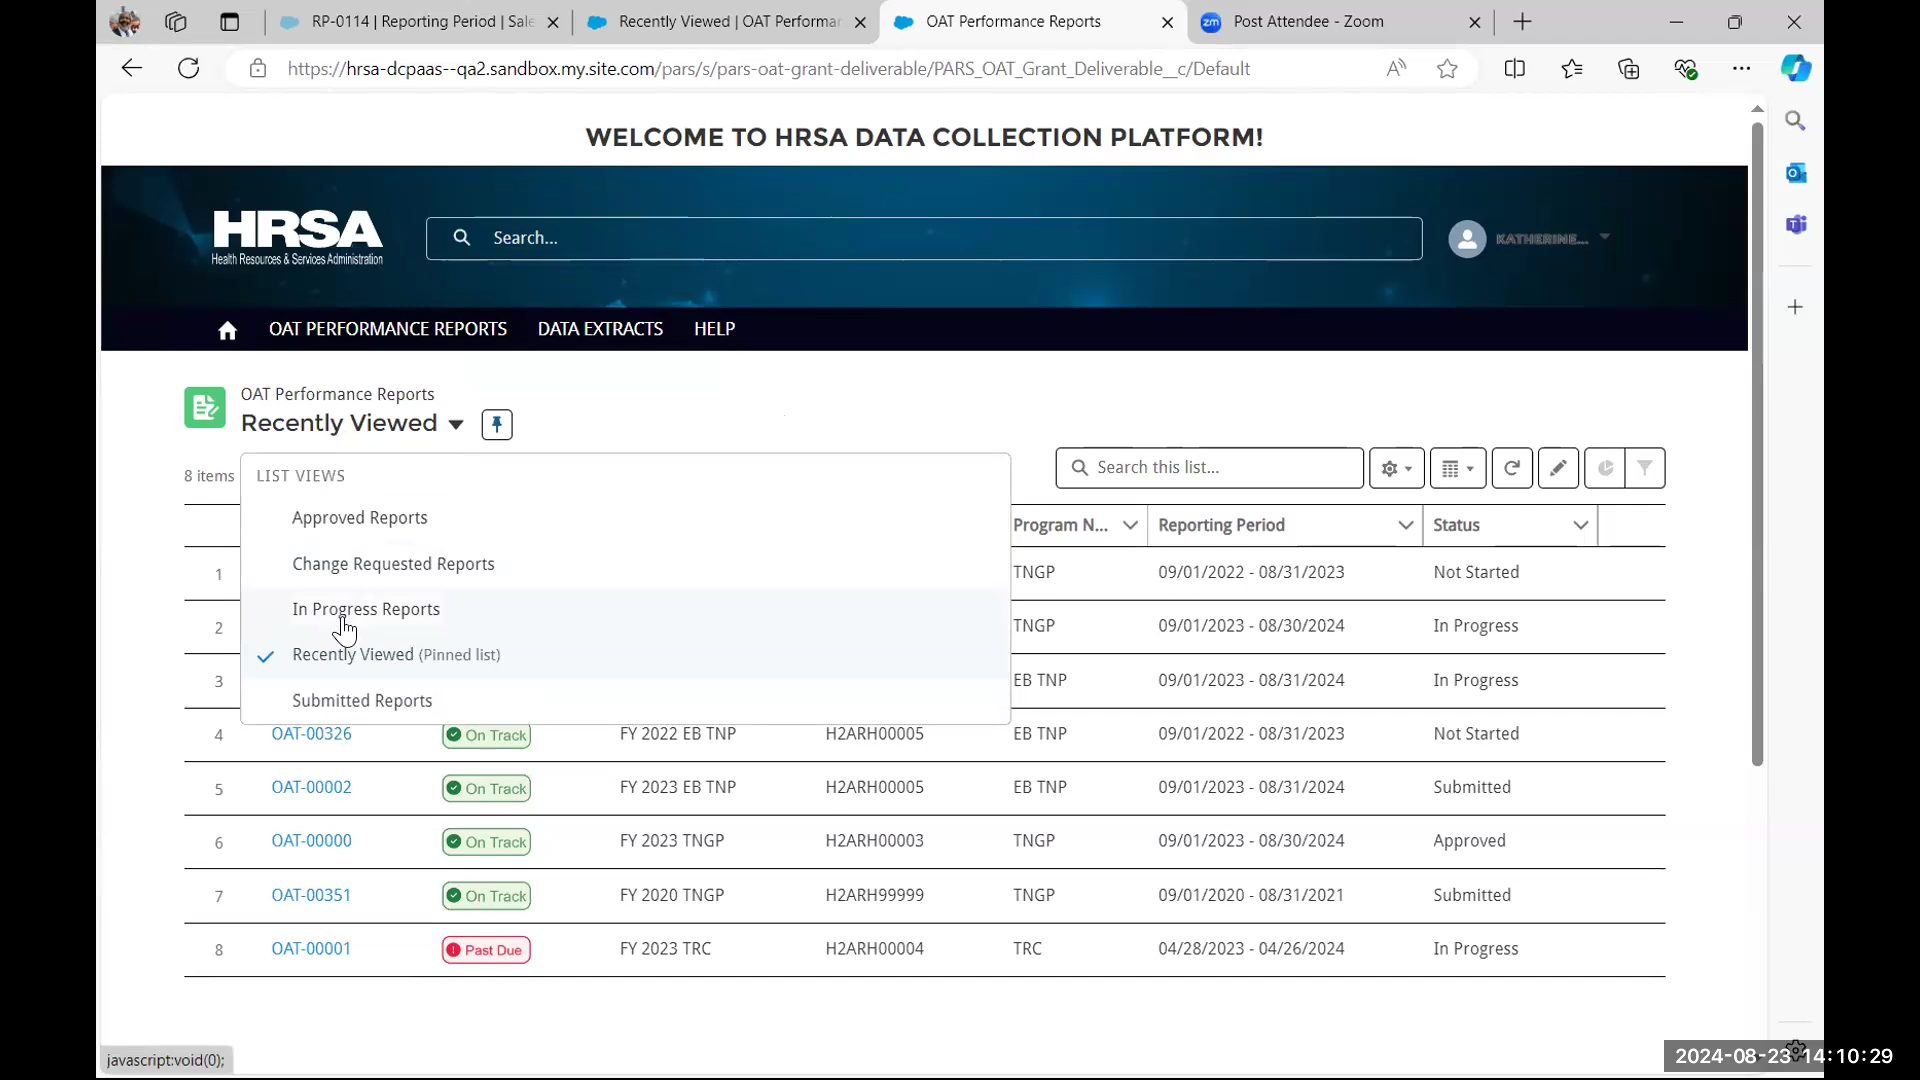 RP-0114 | Reporting Period | Sale
Recently Viewed | OAT Performar
OAT Performance Reports
zm
Post Attendee - Zoom
https://hrsa-dcpaas--qa2.sandbox.my.site.com/pars/s/pars-oat-grant-deliverable/PARS_OAT_Grant_Deliverable__c/Default
WELCOME TO HRSA DATA COLLECTION PLATFORM!
HRSA
Health Resources & Services Administration
Search...
KATHERINE...
OAT PERFORMANCE REPORTS
DATA EXTRACTS
HELP
OAT Performance Reports
Recently Viewed
8 items
LIST VIEWS
Approved Reports
Change Requested Reports
In Progress Reports
Recently Viewed (Pinned list)
Submitted Reports
Search this list...
Program N... Reporting Period Status
1 TNGP 09/01/2022 - 08/31/2023 Not Started
2 TNGP 09/01/2023 - 08/30/2024 In Progress
3 EB TNP 09/01/2023 - 08/31/2024 In Progress
4 OAT-00326 On Track FY 2022 EB TNP H2ARH00005 EB TNP 09/01/2022 - 08/31/2023 Not Started
5 OAT-00002 On Track FY 2023 EB TNP H2ARH00005 EB TNP 09/01/2023 - 08/31/2024 Submitted
6 OAT-00000 On Track FY 2023 TNGP H2ARH00003 TNGP 09/01/2023 - 08/30/2024 Approved
7 OAT-00351 On Track FY 2020 TNGP H2ARH99999 TNGP 09/01/2020 - 08/31/2021 Submitted
8 OAT-00001 Past Due FY 2023 TRC H2ARH00004 TRC 04/28/2023 - 04/26/2024 In Progress
javascript:void(0);
2024-08-23 14:10:29